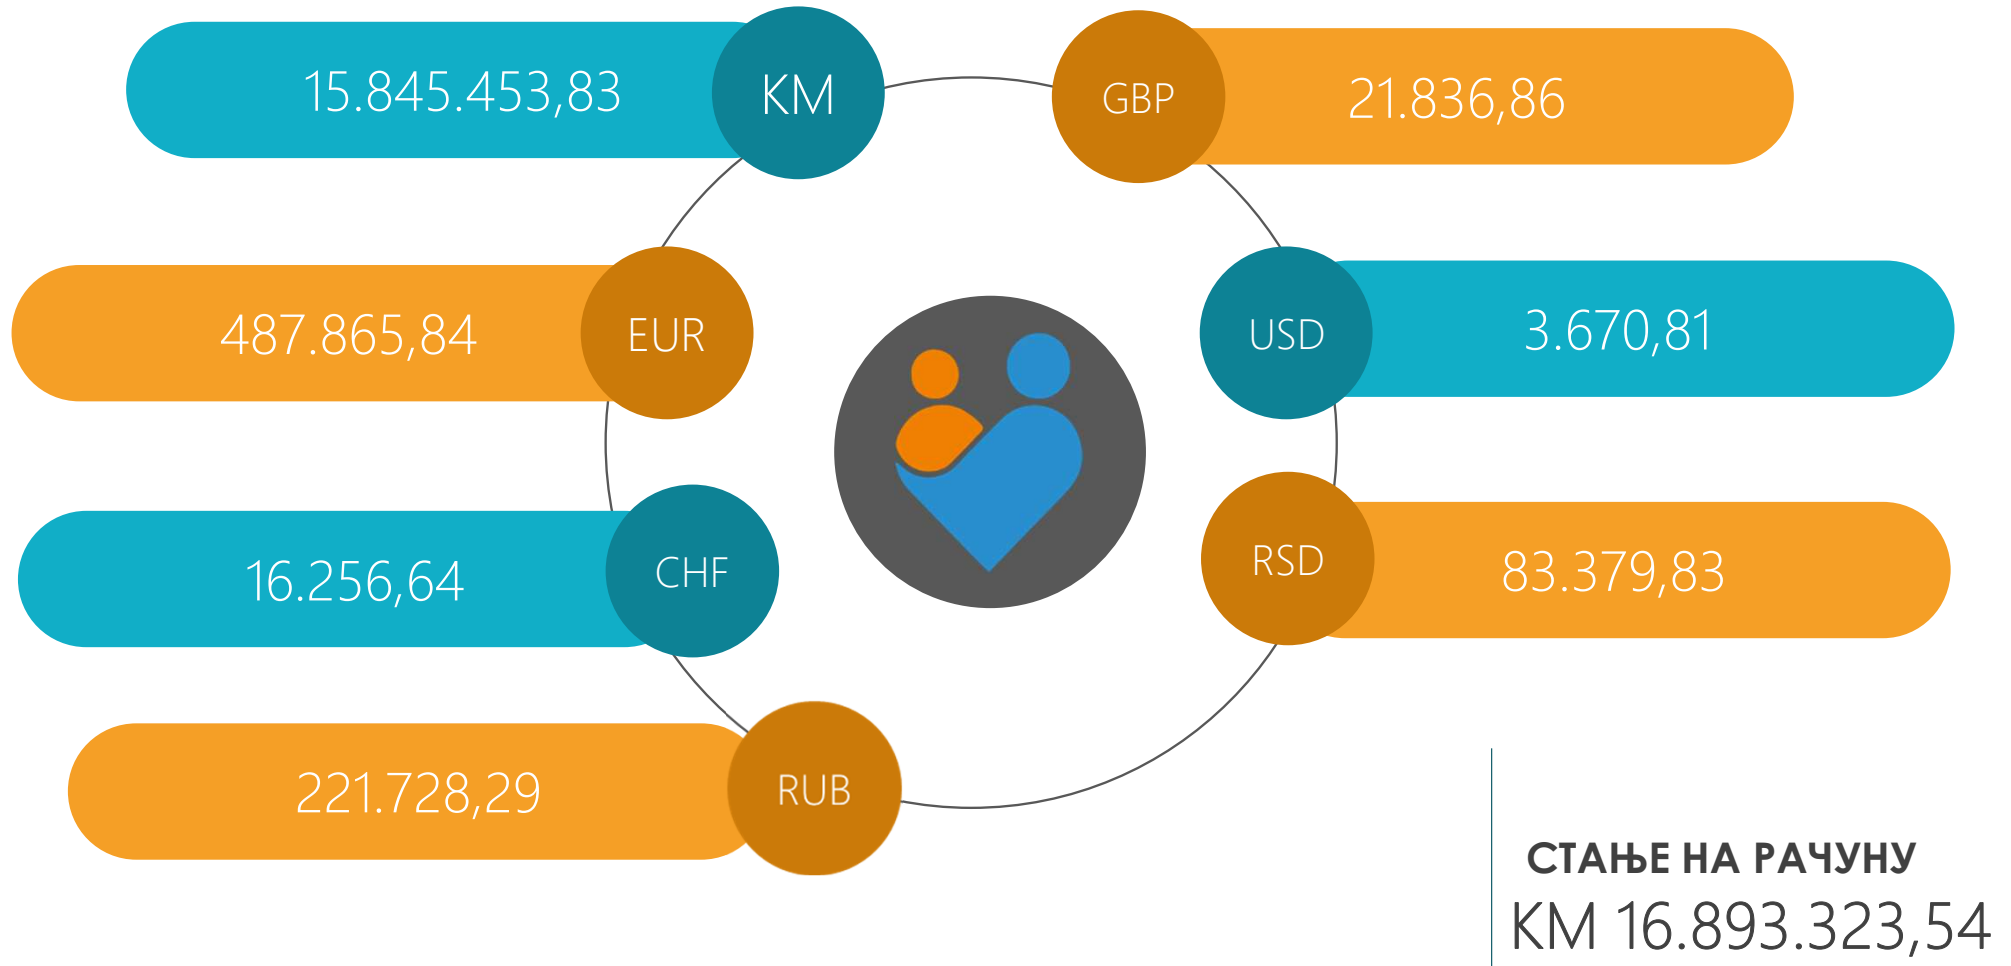 15.845.453,83
KM
GBP
21.836,86
487.865,84
EUR
USD
3.670,81
16.256,64
CHF
RSD
83.379,83
221.728,29
RUB
СТАЊЕ НА РАЧУНУ
KM 16.893.323,54